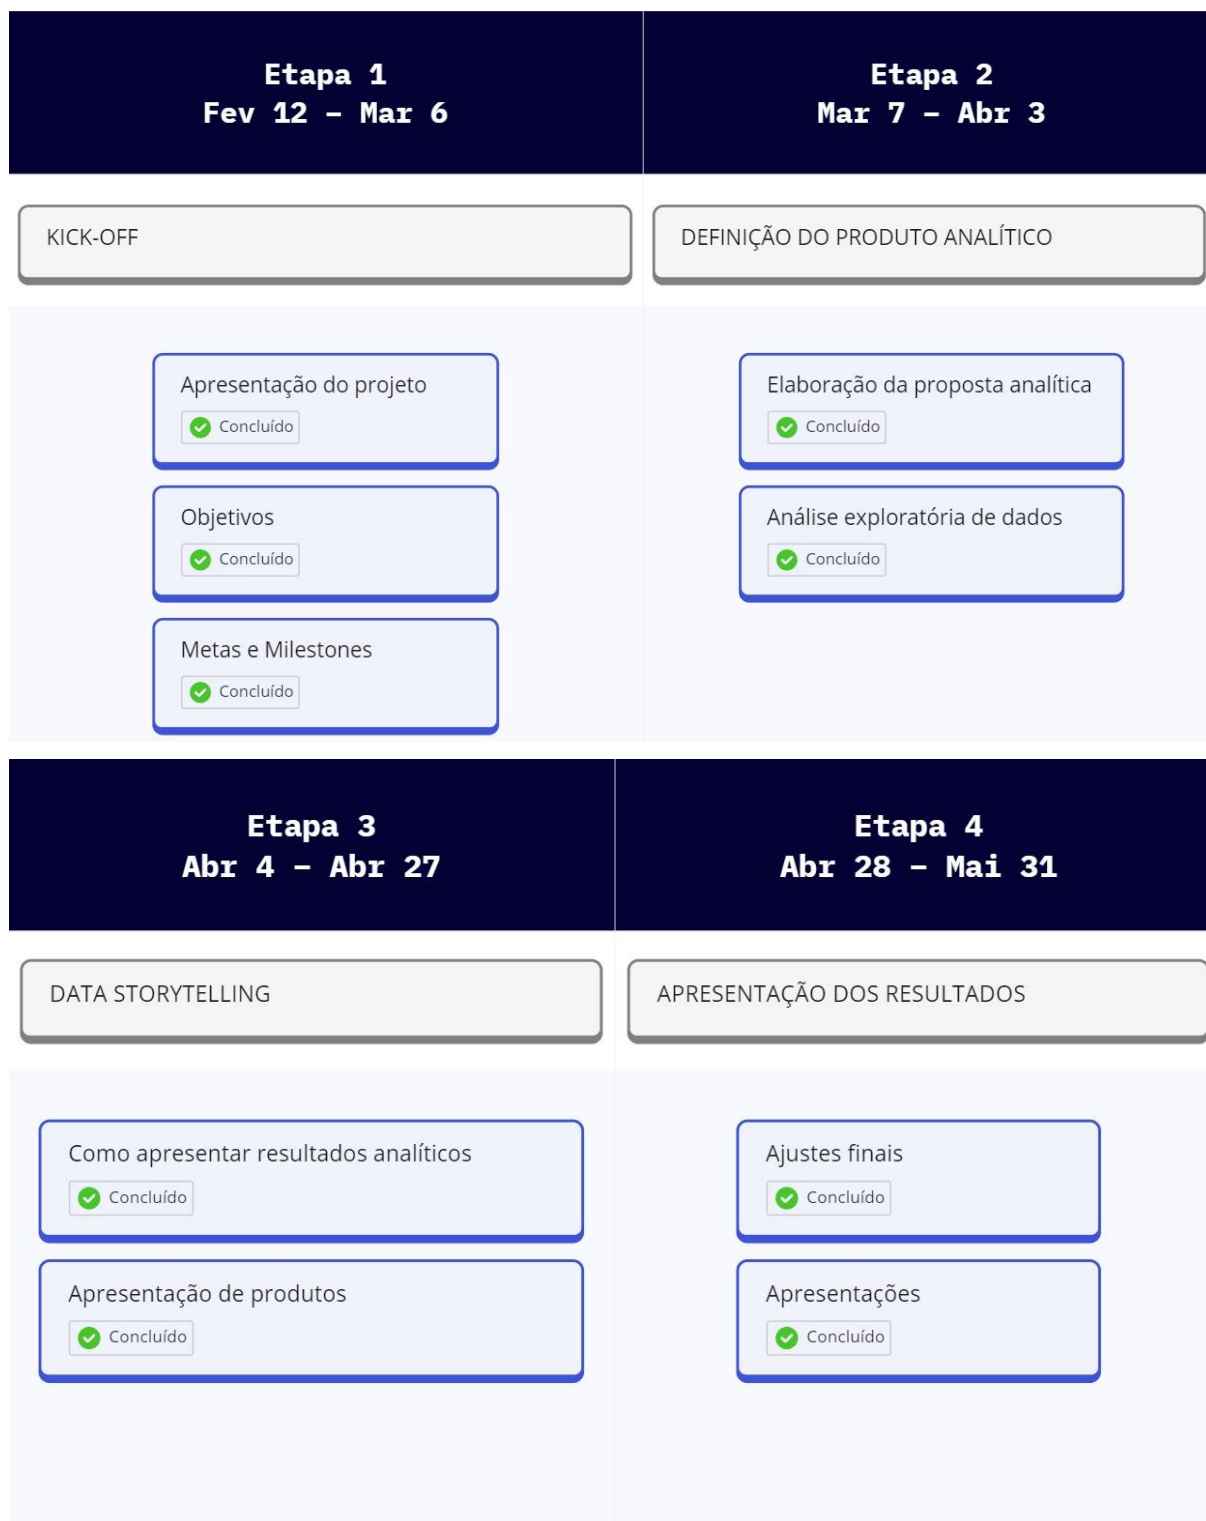 Etapa 1
Fev 12 – Mar 6
KICK-OFF
Apresentação do projeto
Concluído
Objetivos
Concluído
Metas e Milestones
Concluído
Etapa 2
Mar 7 – Abr 3
DEFINIÇÃO DO PRODUTO ANALÍTICO
Elaboração da proposta analítica
Concluído
Análise exploratória de dados
Concluído
Etapa 3
Abr 4 – Abr 27
DATA STORYTELLING
Como apresentar resultados analíticos
Concluído
Apresentação de produtos
Concluído
Etapa 4
Abr 28 – Mai 31
APRESENTAÇÃO DOS RESULTADOS
Ajustes finais
Concluído
Apresentações
Concluído